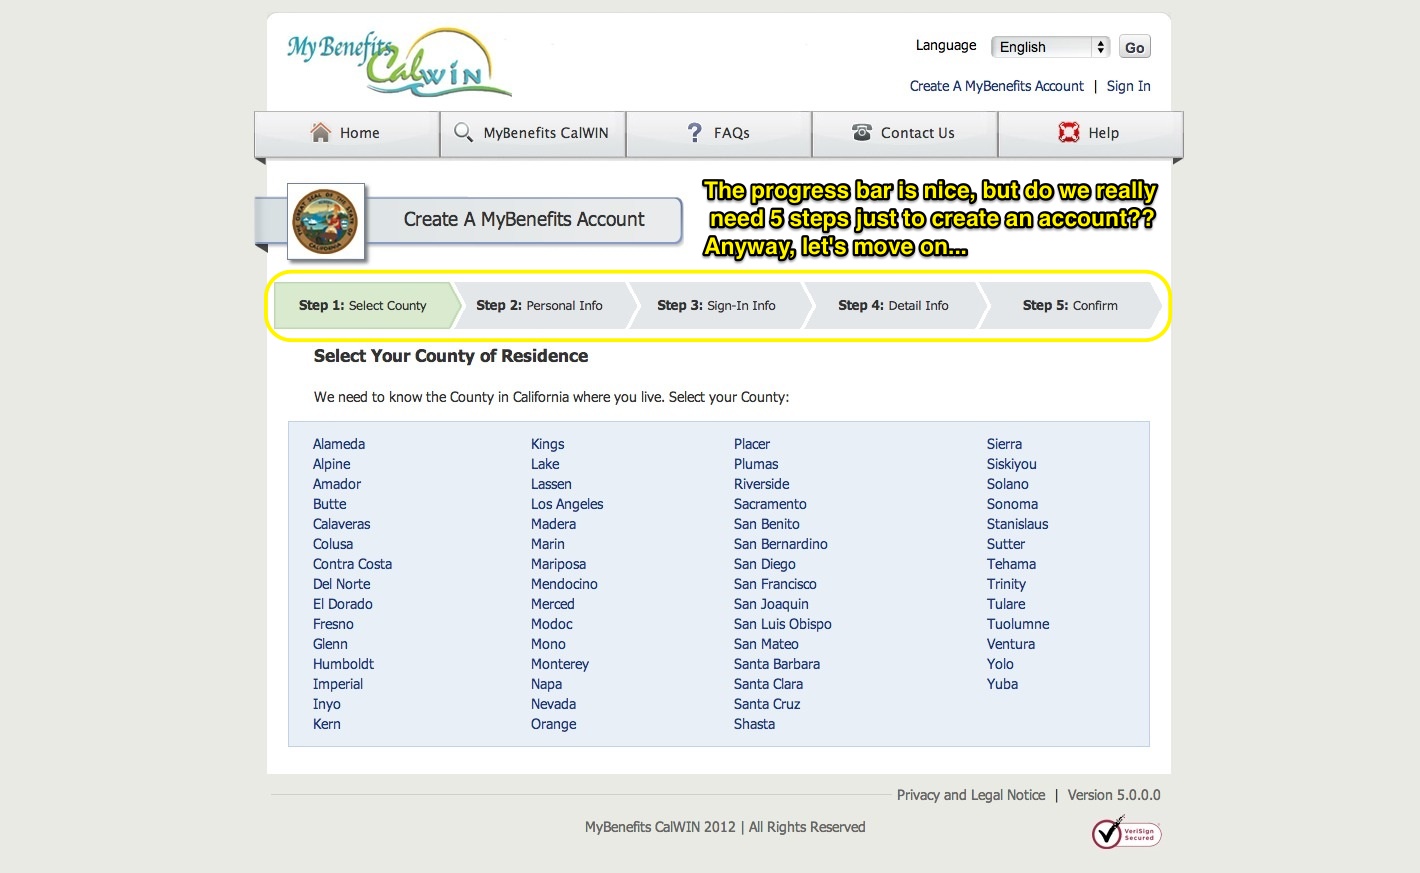 My Benefits
CalWIN
Language English Go
Create A MyBenefits Account | Sign In
Home MyBenefits CalWIN ? FAQs Contact Us Help
The progress bar is nice, but do we really
need 5 steps just to create an account??
Anyway, let's move on...
Create A MyBenefits Account
Step 1: Select County Step 2: Personal Info Step 3: Sign-In Info Step 4: Detail Info Step 5: Confirm
Select Your County of Residence
We need to know the County in California where you live. Select your County:
Alameda
Alpine
Amador
Butte
Calaveras
Colusa
Contra Costa
Del Norte
El Dorado
Fresno
Glenn
Humboldt
Imperial
Inyo
Kern
Kings
Lake
Lassen
Los Angeles
Madera
Marin
Mariposa
Mendocino
Merced
Modoc
Mono
Monterey
Napa
Nevada
Orange
Placer
Plumas
Riverside
Sacramento
San Benito
San Bernardino
San Diego
San Francisco
San Joaquin
San Luis Obispo
San Mateo
Santa Barbara
Santa Clara
Santa Cruz
Shasta
Sierra
Siskiyou
Solano
Sonoma
Stanislaus
Sutter
Tehama
Trinity
Tulare
Tuolumne
Ventura
Yolo
Yuba
Privacy and Legal Notice | Version 5.0.0.0
MyBenefits CalWIN 2012 | All Rights Reserved
VeriSign
Secured